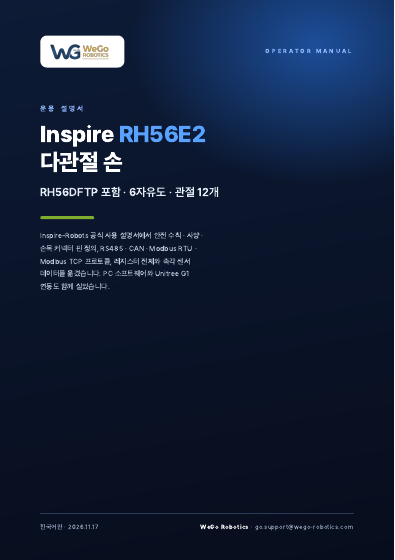 WG WeGo
ROBOTICS
OPERATOR MANUAL
운용 설명서
Inspire RH56E2
다관절 손
RH56DFTP 포함 · 6자유도 · 관절 12개
Inspire-Robots 공식 사용 설명서에서 안전 수칙 · 사양 ·
손목 커넥터 핀 정의, RS485 · CAN · Modbus RTU ·
Modbus TCP 프로토콜, 레지스터 전체와 촉각 센서
데이터를 옮겼습니다. PC 소프트웨어와 Unitree G1
연동도 함께 실었습니다.
한국어판 · 2026.11.17
WeGo Robotics · go.support@wego-robotics.com